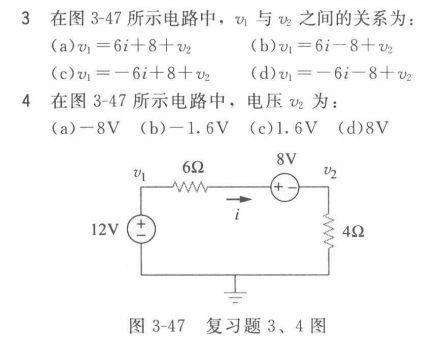 3 在图 3-47 所示电路中，v₁ 与 v₂ 之间的关系为：
(a) v₁ = 6i + 8 + v₂ (b) v₁ = 6i − 8 + v₂
(c) v₁ = −6i + 8 + v₂ (d) v₁ = −6i − 8 + v₂
4 在图 3-47 所示电路中，电压 v₂ 为：
(a) −8V (b) −1.6V (c) 1.6V (d) 8V
v₁ 6Ω 8V v₂
+ −
i
12V + − 4Ω
图 3-47 复习题 3、4 图